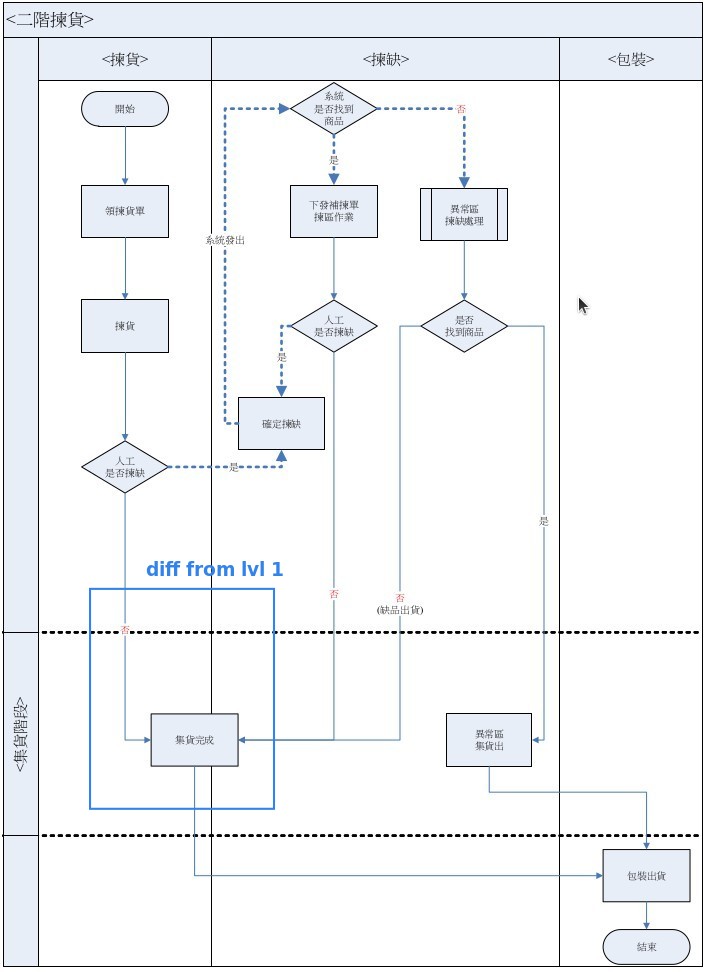 <二階揀貨>
<揀貨>
<揀缺>
<包裝>
開始
系統
是否找到
商品
否
是
領揀貨單
下發補揀單
揀區作業
異常區
揀缺處理
系統發出
揀貨
人工
是否揀缺
是否
找到商品
是
確定揀缺
人工
是否揀缺
是
是
diff from lvl 1
否
否
(缺品出貨)
否
<集貨階段>
集貨完成
異常區
集貨出
包裝出貨
結束